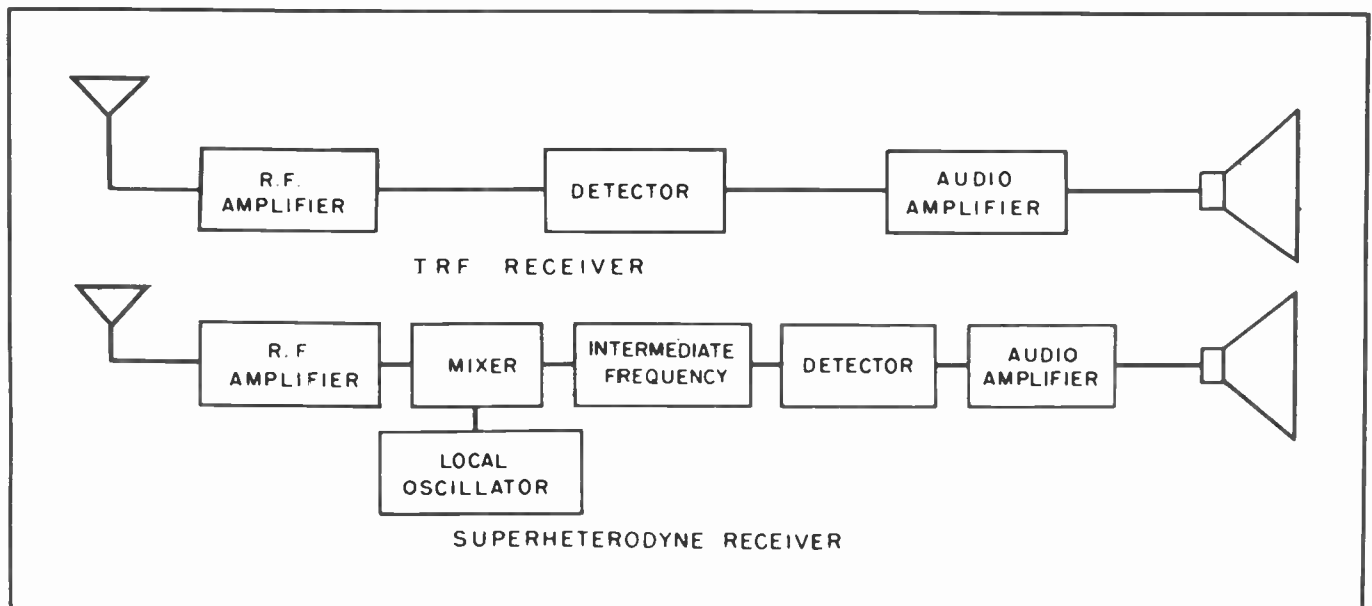 R.F.
AMPLIFIER
DETECTOR
AUDIO
AMPLIFIER
TRF RECEIVER
R.F
AMPLIFIER
MIXER
INTERMEDIATE
FREQUENCY
DETECTOR
AUDIO
AMPLIFIER
LOCAL
OSCILLATOR
SUPERHETERODYNE RECEIVER